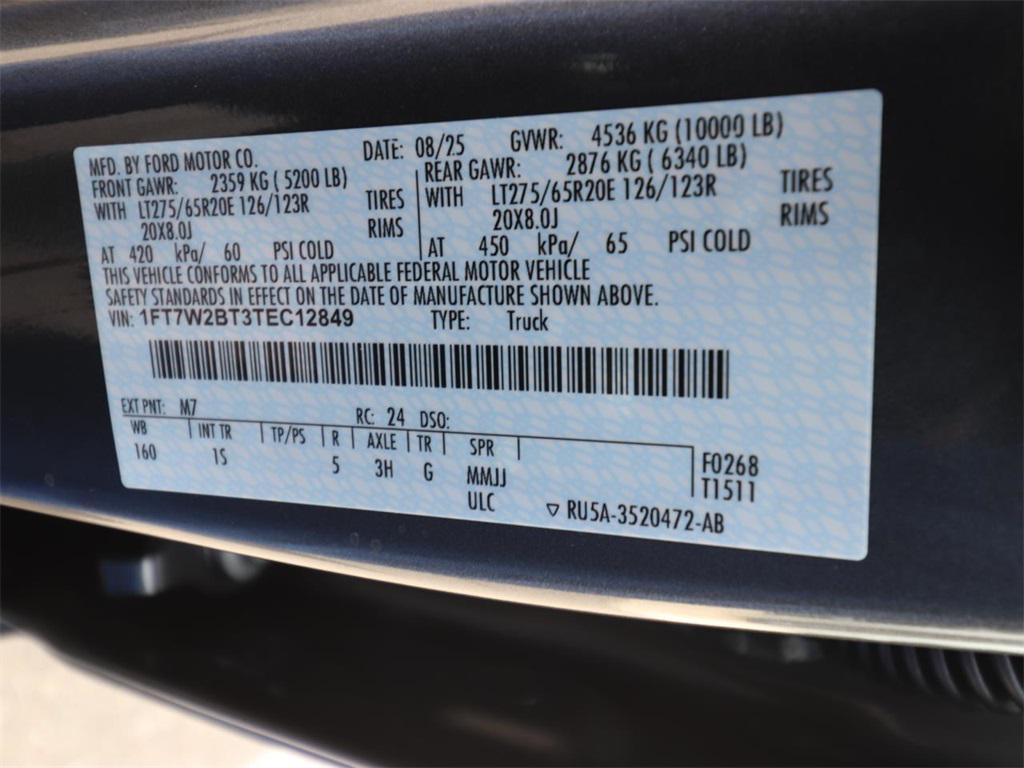 MFD. BY FORD MOTOR CO. DATE: 08/25 GVWR: 4536 KG (10000 LB)
FRONT GAWR: 2359 KG ( 5200 LB) REAR GAWR: 2876 KG ( 6340 LB)
WITH LT275/65R20E 126/123R TIRES WITH LT275/65R20E 126/123R TIRES
20X8.0J RIMS 20X8.0J RIMS
AT 420 kPa/ 60 PSI COLD AT 450 kPa/ 65 PSI COLD
THIS VEHICLE CONFORMS TO ALL APPLICABLE FEDERAL MOTOR VEHICLE
SAFETY STANDARDS IN EFFECT ON THE DATE OF MANUFACTURE SHOWN ABOVE.
VIN: 1FT7W2BT3TEC12849 TYPE: Truck
EXT PNT: M7 RC: 24 DSO:
WB INT TR TP/PS R AXLE TR SPR
160 1S 5 3H G MMJJ F0268
ULC T1511
▽ RU5A-3520472-AB